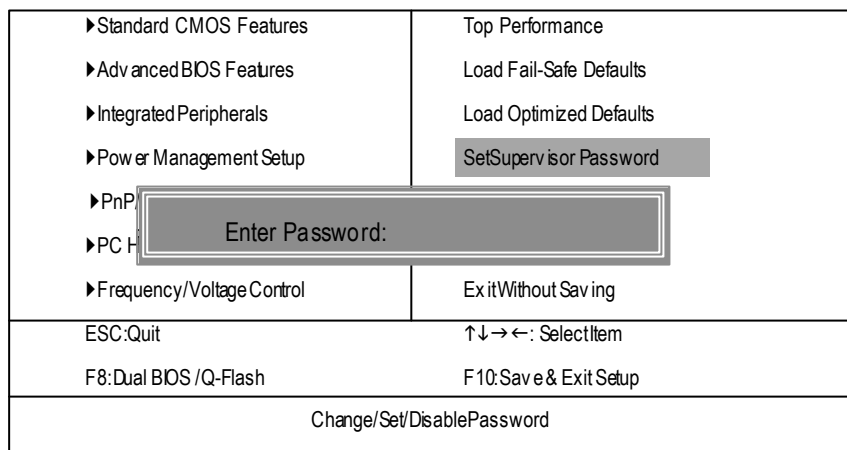 ▶Standard CMOS Features
▶Advanced BIOS Features
▶Integrated Peripherals
▶Power Management Setup
▶PnP/
▶PC H
▶Frequency/Voltage Control
Top Performance
Load Fail-Safe Defaults
Load Optimized Defaults
Set Supervisor Password
Exit Without Saving
Enter Password:
ESC:Quit
↑↓→←: Select Item
F8:Dual BIOS /Q-Flash
F10:Save & Exit Setup
Change/Set/Disable Password